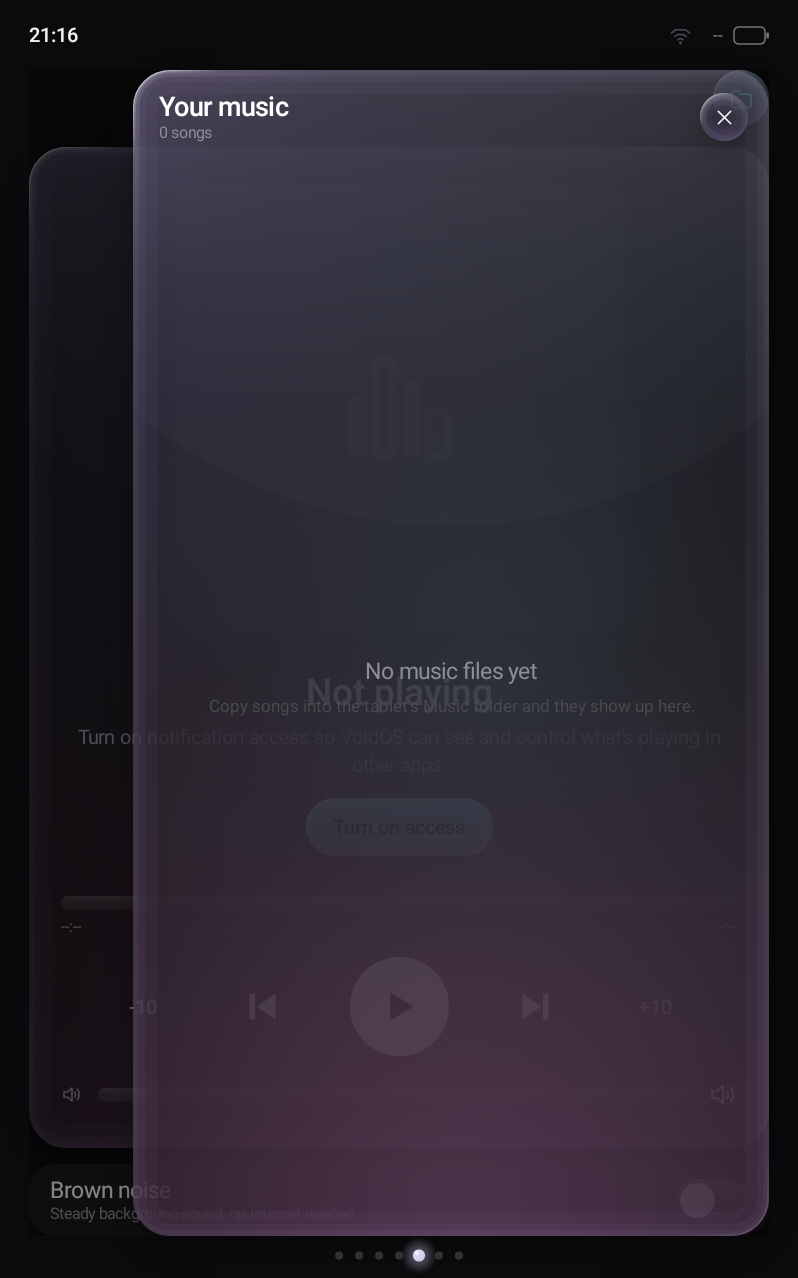 21:16
--
Your music
0 songs
No music files yet
Not playing
Copy songs into the tablet's Music folder and they show up here.
Turn on notification access so VoidOS can see and control what's playing in
other apps.
Turn on access
--:--
--:--
-10
+10
Brown noise
Steady background sound, no internet needed